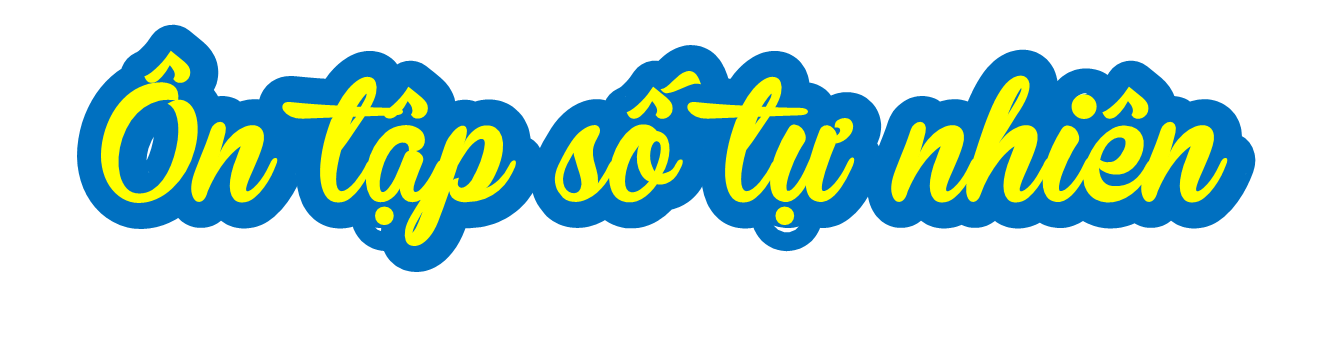 Ôn tập số tự nhiên